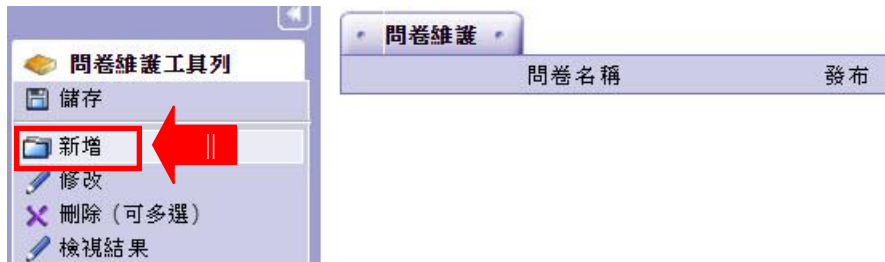 問卷維護工具列
儲存
新增
修改
刪除（可多選）
檢視結果
問卷維護
問卷名稱 發布